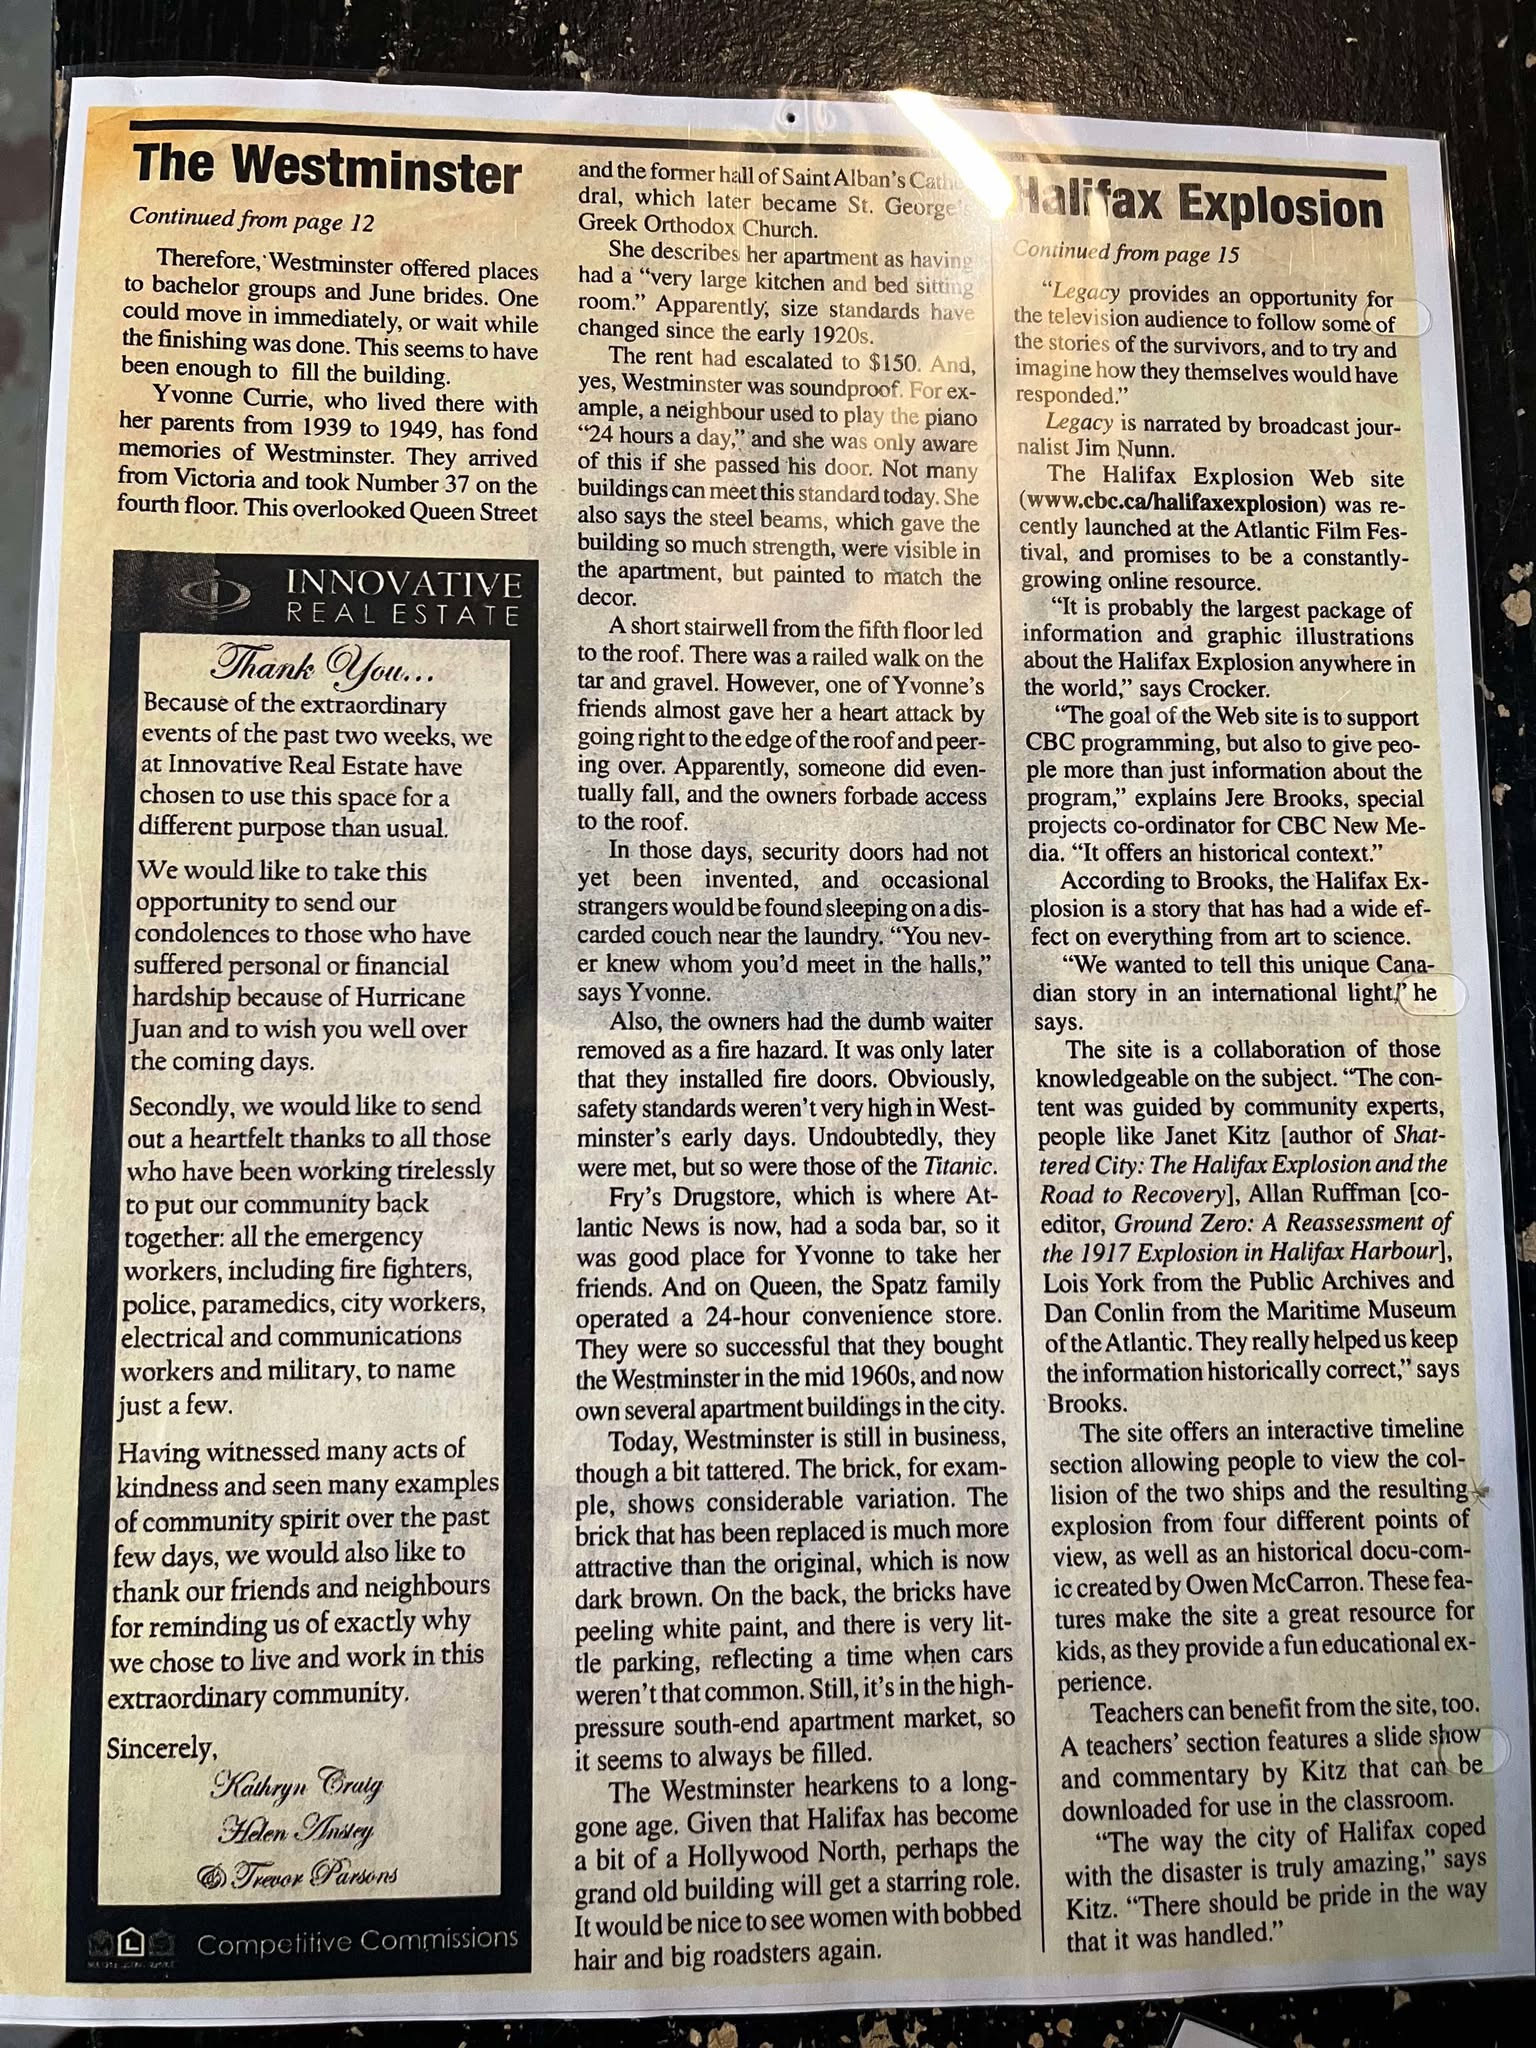 The Westminster
Continued from page 12
Therefore, Westminster offered places
to bachelor groups and June brides. One
could move in immediately, or wait while
the finishing was done. This seems to have
been enough to fill the building.
Yvonne Currie, who lived there with
her parents from 1939 to 1949, has fond
memories of Westminster. They arrived
from Victoria and took Number 37 on the
fourth floor. This overlooked Queen Street
INNOVATIVE
REAL ESTATE
Thank You...
Because of the extraordinary
events of the past two weeks, we
at Innovative Real Estate have
chosen to use this space for a
different purpose than usual.
We would like to take this
opportunity to send our
condolences to those who have
suffered personal or financial
hardship because of Hurricane
Juan and to wish you well over
the coming days.
Secondly, we would like to send
out a heartfelt thanks to all those
who have been working tirelessly
to put our community back
together: all the emergency
workers, including fire fighters,
police, paramedics, city workers,
electrical and communications
workers and military, to name
just a few.
Having witnessed many acts of
kindness and seen many examples
of community spirit over the past
few days, we would also like to
thank our friends and neighbours
for reminding us of exactly why
we chose to live and work in this
extraordinary community.
Sincerely,
Kathryn Craig
Helen Anstey
& Trevor Parsons
Competitive Commissions
and the former hall of Saint Alban's Cathe-
dral, which later became St. George's
Greek Orthodox Church.
She describes her apartment as having
had a "very large kitchen and bed sitting
room." Apparently, size standards have
changed since the early 1920s.
The rent had escalated to $150. And,
yes, Westminster was soundproof. For ex-
ample, a neighbour used to play the piano
"24 hours a day," and she was only aware
of this if she passed his door. Not many
buildings can meet this standard today. She
also says the steel beams, which gave the
building so much strength, were visible in
the apartment, but painted to match the
decor.
A short stairwell from the fifth floor led
to the roof. There was a railed walk on the
tar and gravel. However, one of Yvonne's
friends almost gave her a heart attack by
going right to the edge of the roof and peer-
ing over. Apparently, someone did even-
tually fall, and the owners forbade access
to the roof.
In those days, security doors had not
yet been invented, and occasional
strangers would be found sleeping on a dis-
carded couch near the laundry. "You nev-
er knew whom you'd meet in the halls,"
says Yvonne.
Also, the owners had the dumb waiter
removed as a fire hazard. It was only later
that they installed fire doors. Obviously,
safety standards weren't very high in West-
minster's early days. Undoubtedly, they
were met, but so were those of the Titanic.
Fry's Drugstore, which is where At-
lantic News is now, had a soda bar, so it
was good place for Yvonne to take her
friends. And on Queen, the Spatz family
operated a 24-hour convenience store.
They were so successful that they bought
the Westminster in the mid 1960s, and now
own several apartment buildings in the city.
Today, Westminster is still in business,
though a bit tattered. The brick, for exam-
ple, shows considerable variation. The
brick that has been replaced is much more
attractive than the original, which is now
dark brown. On the back, the bricks have
peeling white paint, and there is very lit-
tle parking, reflecting a time when cars
weren't that common. Still, it's in the high-
pressure south-end apartment market, so
it seems to always be filled.
The Westminster hearkens to a long-
gone age. Given that Halifax has become
a bit of a Hollywood North, perhaps the
grand old building will get a starring role.
It would be nice to see women with bobbed
hair and big roadsters again.
Halifax Explosion
Continued from page 15
"Legacy provides an opportunity for
the television audience to follow some of
the stories of the survivors, and to try and
imagine how they themselves would have
responded."
Legacy is narrated by broadcast jour-
nalist Jim Nunn.
The Halifax Explosion Web site
(www.cbc.ca/halifaxexplosion) was re-
cently launched at the Atlantic Film Fes-
tival, and promises to be a constantly-
growing online resource.
"It is probably the largest package of
information and graphic illustrations
about the Halifax Explosion anywhere in
the world," says Crocker.
"The goal of the Web site is to support
CBC programming, but also to give peo-
ple more than just information about the
program," explains Jere Brooks, special
projects co-ordinator for CBC New Me-
dia. "It offers an historical context."
According to Brooks, the Halifax Ex-
plosion is a story that has had a wide ef-
fect on everything from art to science.
"We wanted to tell this unique Cana-
dian story in an international light," he
says.
The site is a collaboration of those
knowledgeable on the subject. "The con-
tent was guided by community experts,
people like Janet Kitz [author of Shat-
tered City: The Halifax Explosion and the
Road to Recovery], Allan Ruffman [co-
editor, Ground Zero: A Reassessment of
the 1917 Explosion in Halifax Harbour],
Lois York from the Public Archives and
Dan Conlin from the Maritime Museum
of the Atlantic. They really helped us keep
the information historically correct," says
Brooks.
The site offers an interactive timeline
section allowing people to view the col-
lision of the two ships and the resulting
explosion from four different points of
view, as well as an historical docu-com-
ic created by Owen McCarron. These fea-
tures make the site a great resource for
kids, as they provide a fun educational ex-
perience.
Teachers can benefit from the site, too.
A teachers' section features a slide show
and commentary by Kitz that can be
downloaded for use in the classroom.
"The way the city of Halifax coped
with the disaster is truly amazing," says
Kitz. "There should be pride in the way
that it was handled."